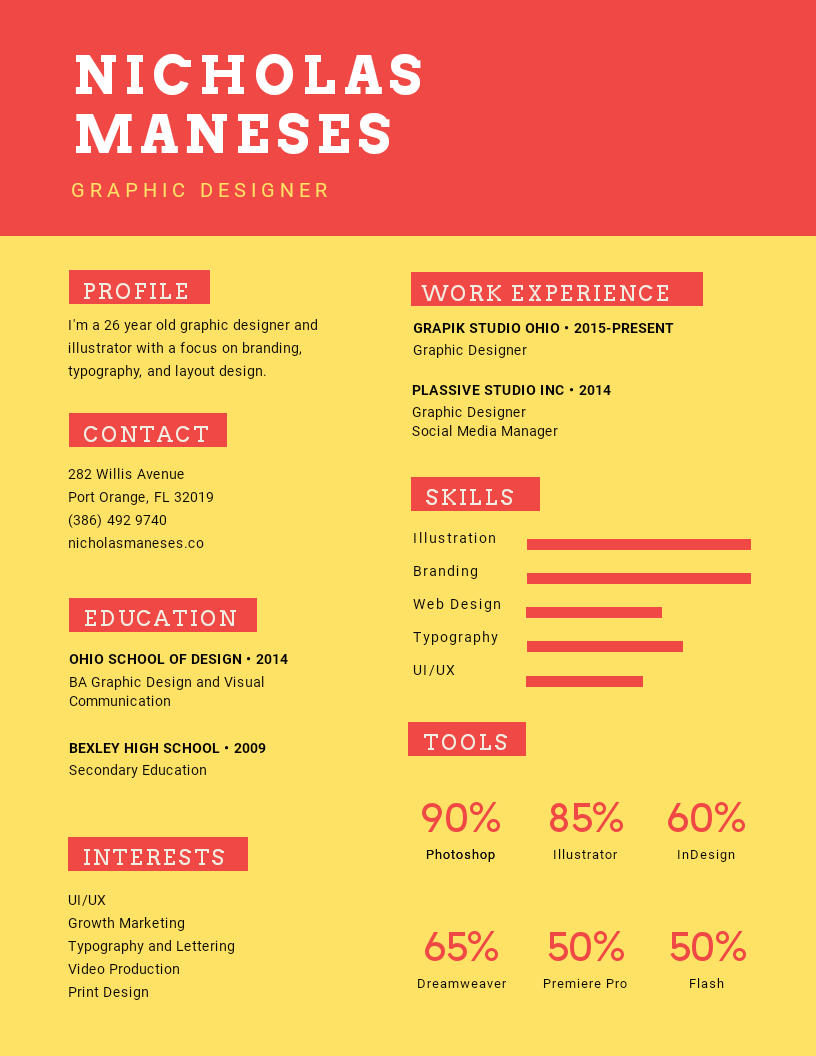 NICHOLAS
MANESES
GRAPHIC DESIGNER
PROFILE
I'm a 26 year old graphic designer and
illustrator with a focus on branding,
typography, and layout design.
CONTACT
282 Willis Avenue
Port Orange, FL 32019
(386) 492 9740
nicholasmaneses.co
EDUCATION
OHIO SCHOOL OF DESIGN • 2014
BA Graphic Design and Visual
Communication
BEXLEY HIGH SCHOOL • 2009
Secondary Education
INTERESTS
UI/UX
Growth Marketing
Typography and Lettering
Video Production
Print Design
WORK EXPERIENCE
GRAPIK STUDIO OHIO • 2015-PRESENT
Graphic Designer
PLASSIVE STUDIO INC • 2014
Graphic Designer
Social Media Manager
SKILLS
Illustration
Branding
Web Design
Typography
UI/UX
TOOLS
90% 85% 60%
Photoshop Illustrator InDesign
65% 50% 50%
Dreamweaver Premiere Pro Flash